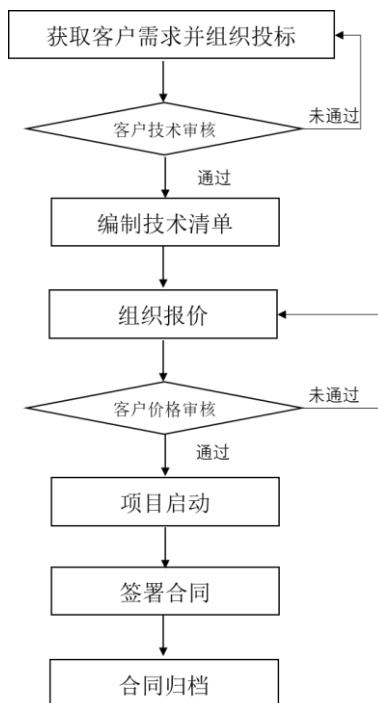 获取客户需求并组织投标
客户技术审核
未通过
通过
编制技术清单
组织报价
客户价格审核
未通过
通过
项目启动
签署合同
合同归档